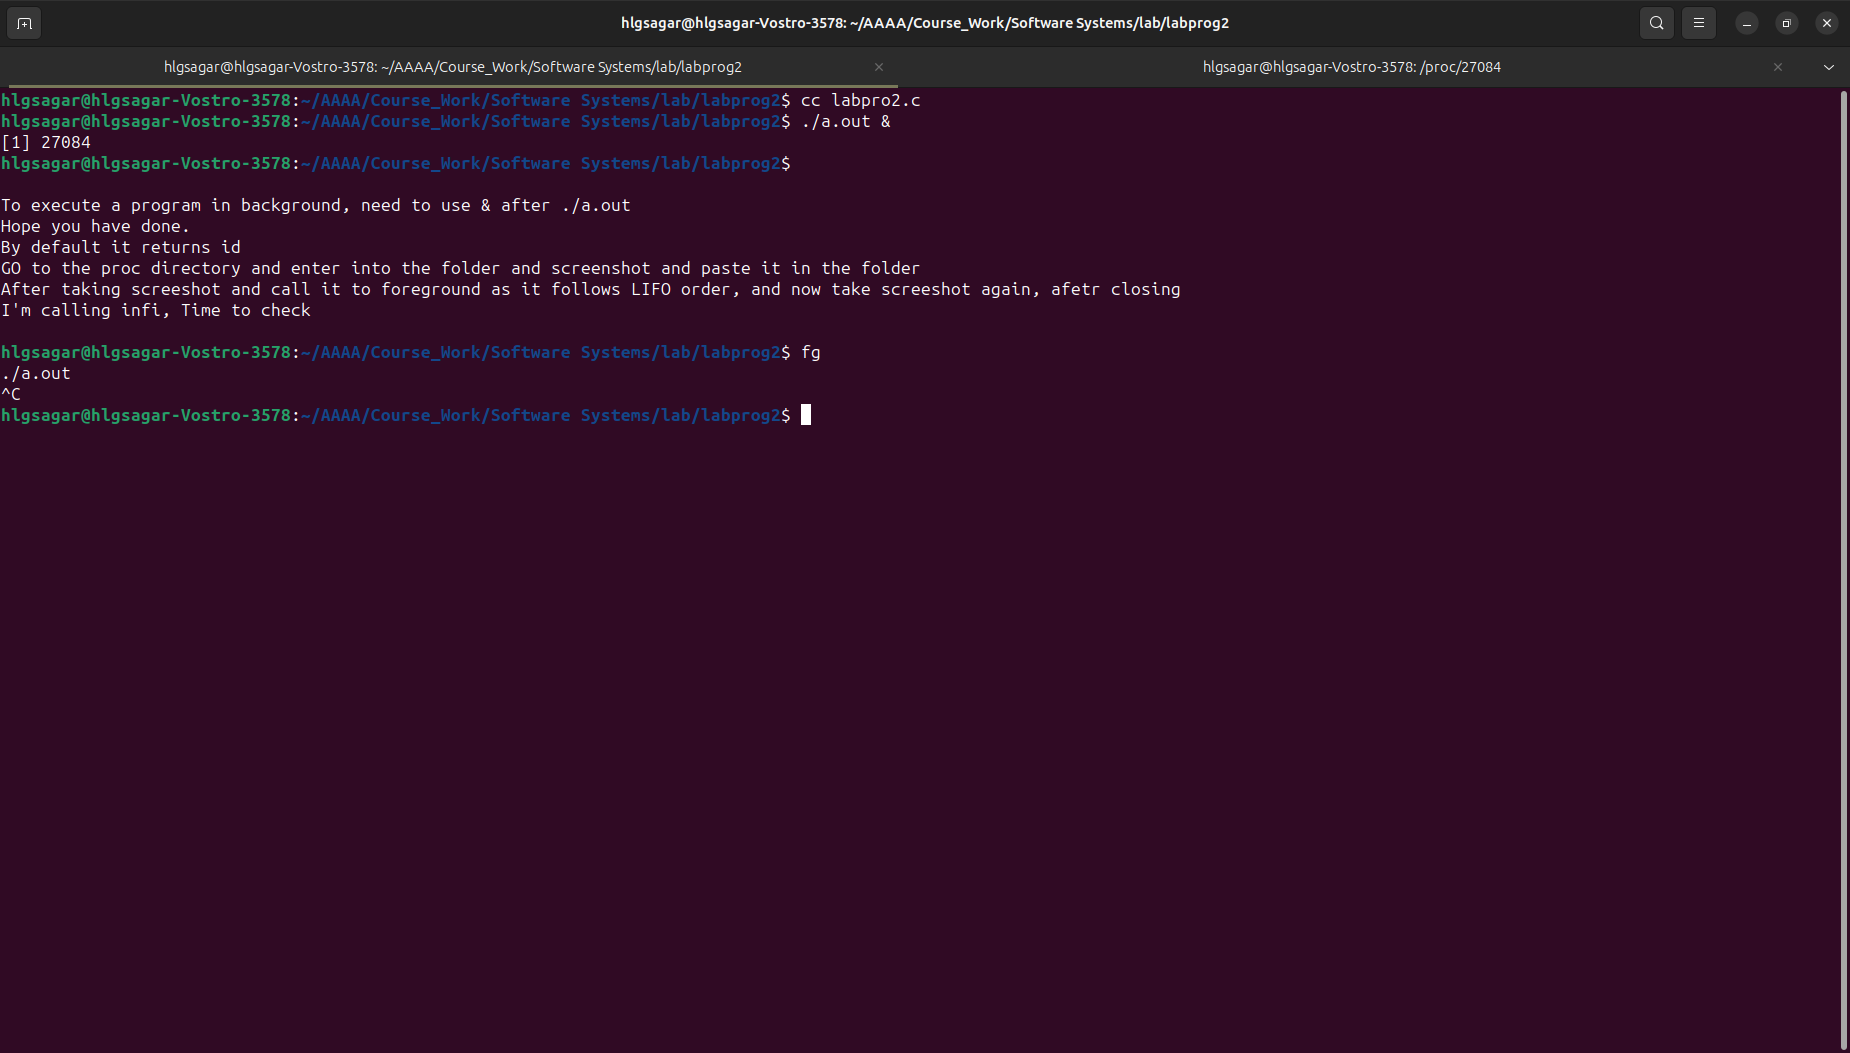 hlgsagar@hlgsagar-Vostro-3578: ~/AAAA/Course_Work/Software Systems/lab/labprog2
hlgsagar@hlgsagar-Vostro-3578: ~/AAAA/Course_Work/Software Systems/lab/labprog2
hlgsagar@hlgsagar-Vostro-3578: /proc/27084
hlgsagar@hlgsagar-Vostro-3578:~/AAAA/Course_Work/Software Systems/lab/labprog2$ cc labpro2.c
hlgsagar@hlgsagar-Vostro-3578:~/AAAA/Course_Work/Software Systems/lab/labprog2$ ./a.out &
[1] 27084
hlgsagar@hlgsagar-Vostro-3578:~/AAAA/Course_Work/Software Systems/lab/labprog2$
To execute a program in background, need to use & after ./a.out
Hope you have done.
By default it returns id
GO to the proc directory and enter into the folder and screenshot and paste it in the folder
After taking screeshot and call it to foreground as it follows LIFO order, and now take screeshot again, afetr closing
I'm calling infi, Time to check
hlgsagar@hlgsagar-Vostro-3578:~/AAAA/Course_Work/Software Systems/lab/labprog2$ fg
./a.out
^C
hlgsagar@hlgsagar-Vostro-3578:~/AAAA/Course_Work/Software Systems/lab/labprog2$